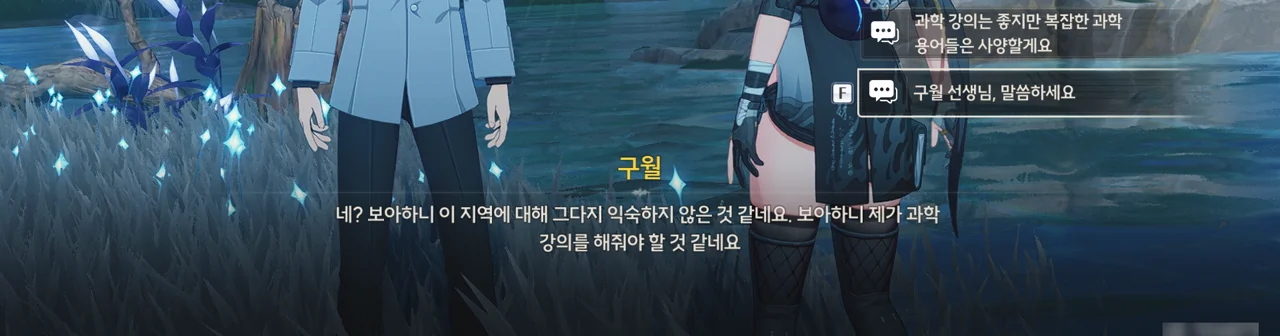 과학 강의는 좋지만 복잡한 과학
용어들은 사양할게요
F
구월 선생님, 말씀하세요
구월
네? 보아하니 이 지역에 대해 그다지 익숙하지 않은 것 같네요. 보아하니 제가 과학
강의를 해줘야 할 것 같네요